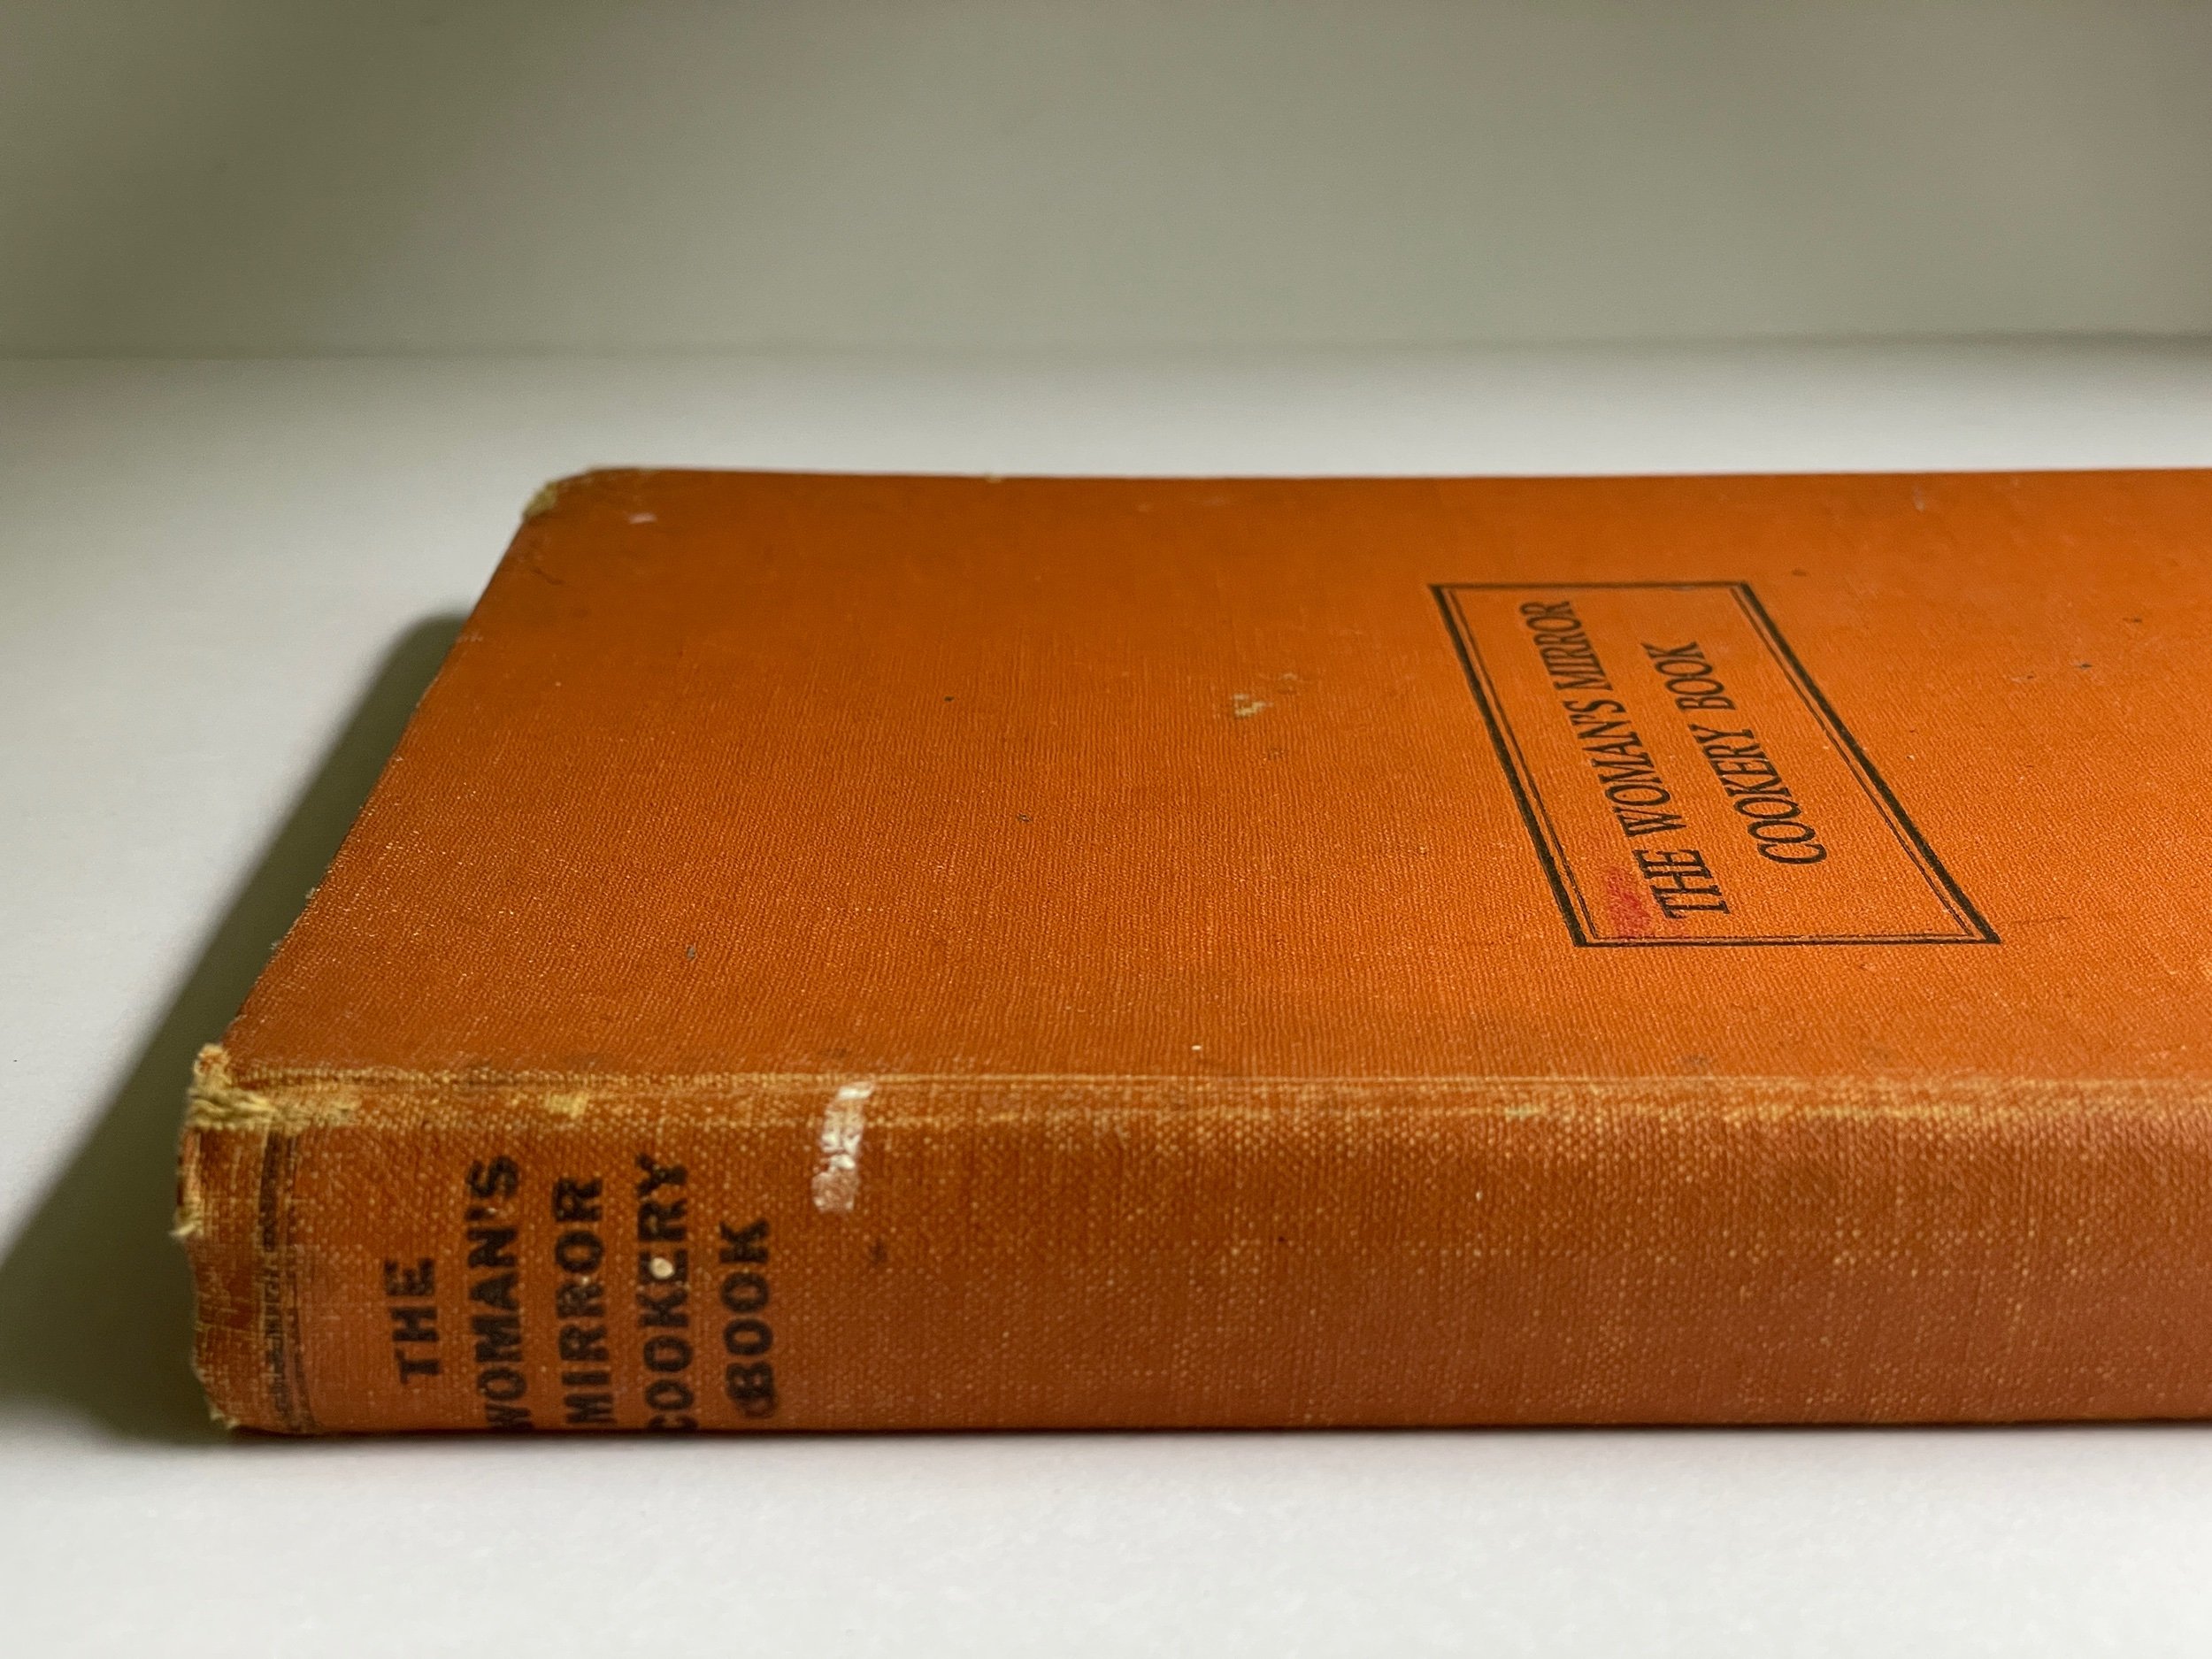 THE WOMAN'S MIRROR
COOKERY BOOK
THE
WOMAN'S
MIRROR
COOKERY
BOOK